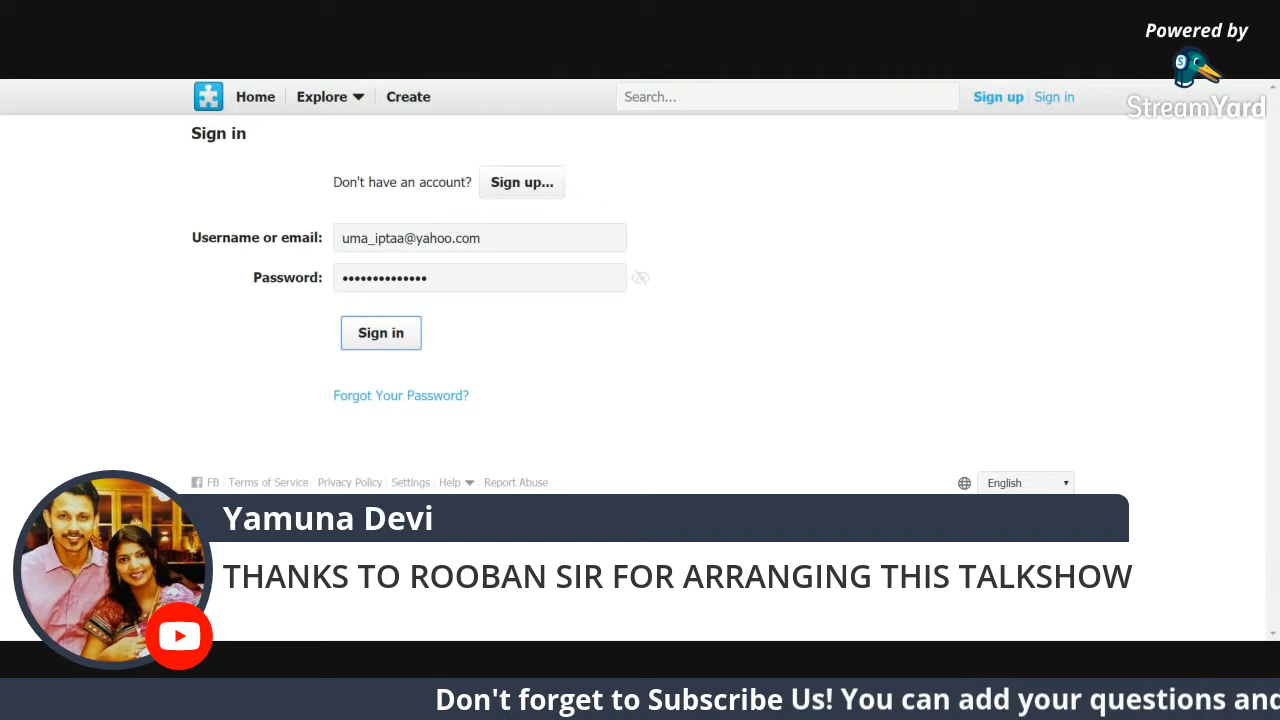 Powered by
StreamYard
Home Explore Create Search... Sign up Sign in
Sign in
Don't have an account? Sign up...
Username or email: uma_iptaa@yahoo.com
Password: ••••••••••••••
Sign in
Forgot Your Password?
FB Terms of Service Privacy Policy Settings Help Report Abuse English
Yamuna Devi
THANKS TO ROOBAN SIR FOR ARRANGING THIS TALKSHOW
Don't forget to Subscribe Us! You can add your questions and